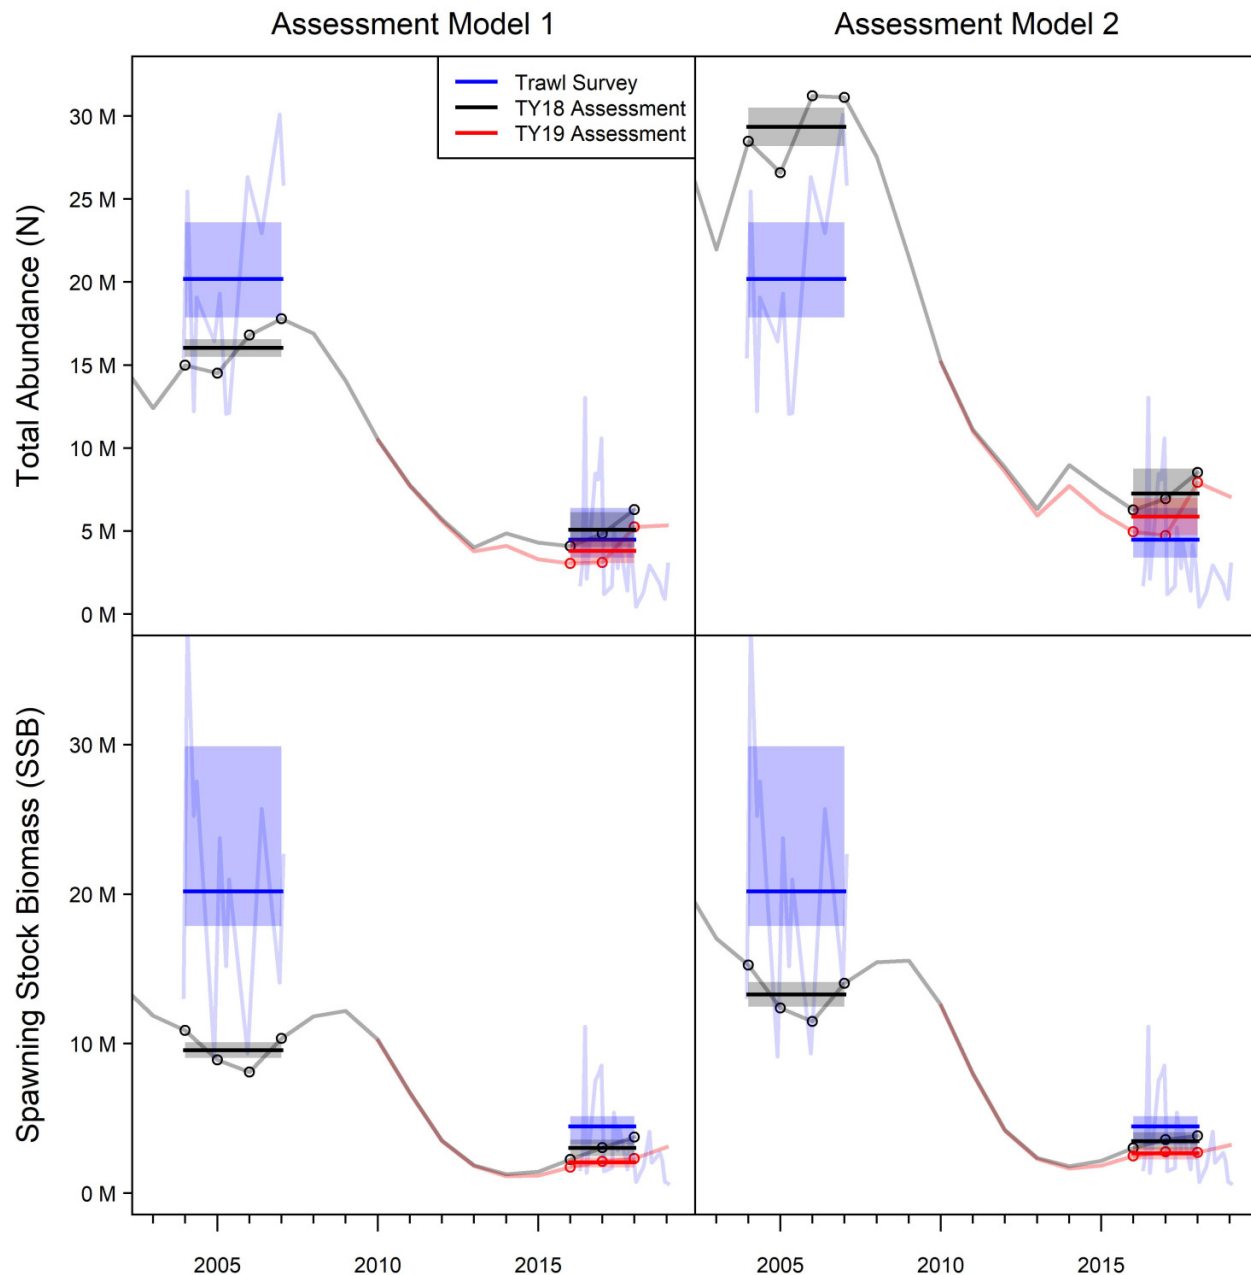 Assessment Model 1
Assessment Model 2
Trawl Survey
TY18 Assessment
TY19 Assessment
Total Abundance (N)
30 M
25 M
20 M
15 M
10 M
5 M
0 M
Spawning Stock Biomass (SSB)
30 M
20 M
10 M
0 M
2005
2010
2015
2005
2010
2015